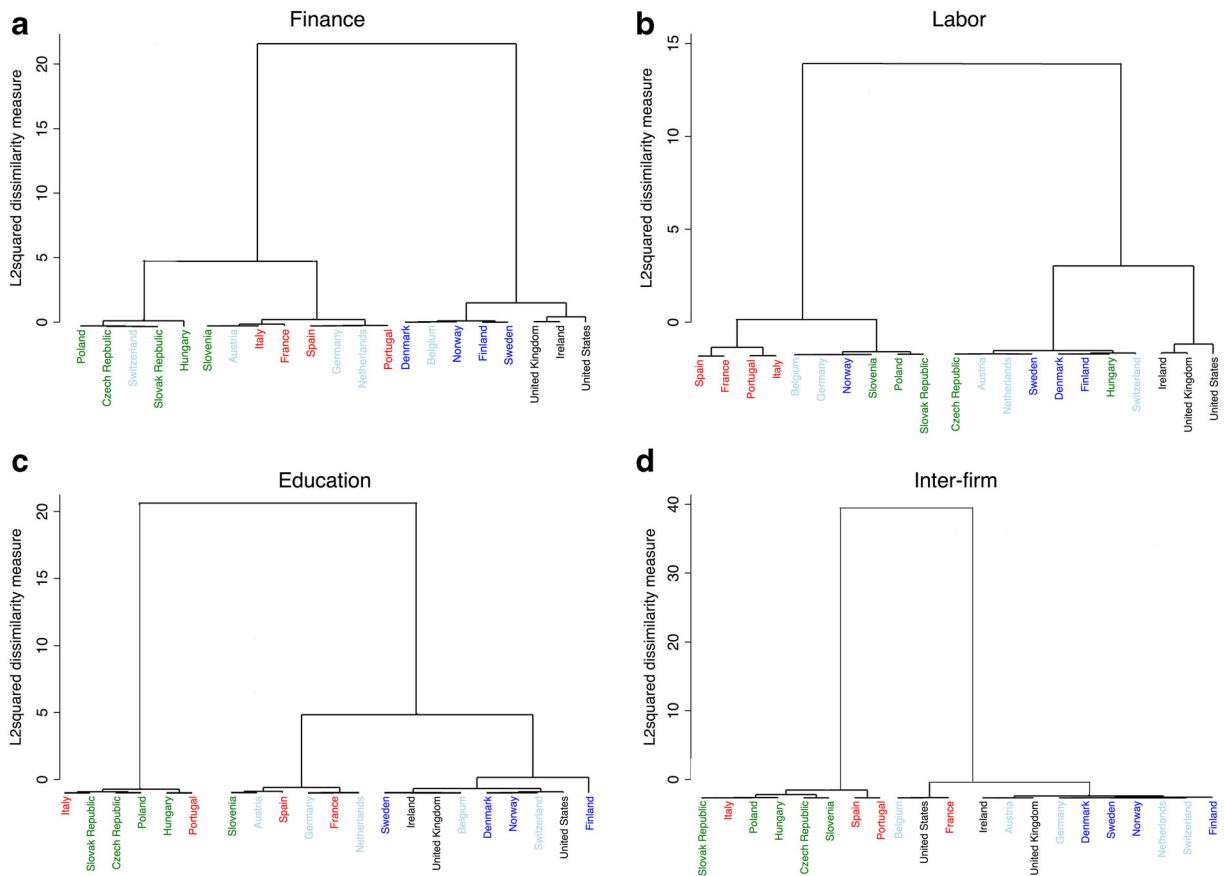 a
Finance
L2squared dissimilarity measure
20
15
10
5
0
Poland
Czech Repbulic
Switzerland
Slovak Repbulic
Hungary
Slovenia
Austria
Italy
France
Spain
Germany
Netherlands
Portugal
Denmark
Belgium
Norway
Finland
Sweden
United Kingdom
Ireland
United States
b
Labor
L2squared dissimilarity measure
15
10
5
0
Spain
France
Portugal
Italy
Belgium
Germany
Norway
Slovenia
Poland
Slovak Republic
Czech Republic
Austria
Netherlands
Sweden
Denmark
Finland
Hungary
Switzerland
Ireland
United Kingdom
United States
c
Education
L2squared dissimilarity measure
20
15
10
5
0
Italy
Slovak Republic
Czech Republic
Poland
Hungary
Portugal
Slovenia
Austria
Spain
Germany
France
Netherlands
Sweden
Ireland
United Kingdom
Belgium
Denmark
Norway
Switzerland
United States
Finland
d
Inter-firm
L2squared dissimilarity measure
40
30
20
10
0
Slovak Republic
Italy
Poland
Hungary
Czech Republic
Slovenia
Spain
Portugal
Belgium
United States
France
Ireland
Austria
United Kingdom
Germany
Denmark
Sweden
Norway
Netherlands
Switzerland
Finland